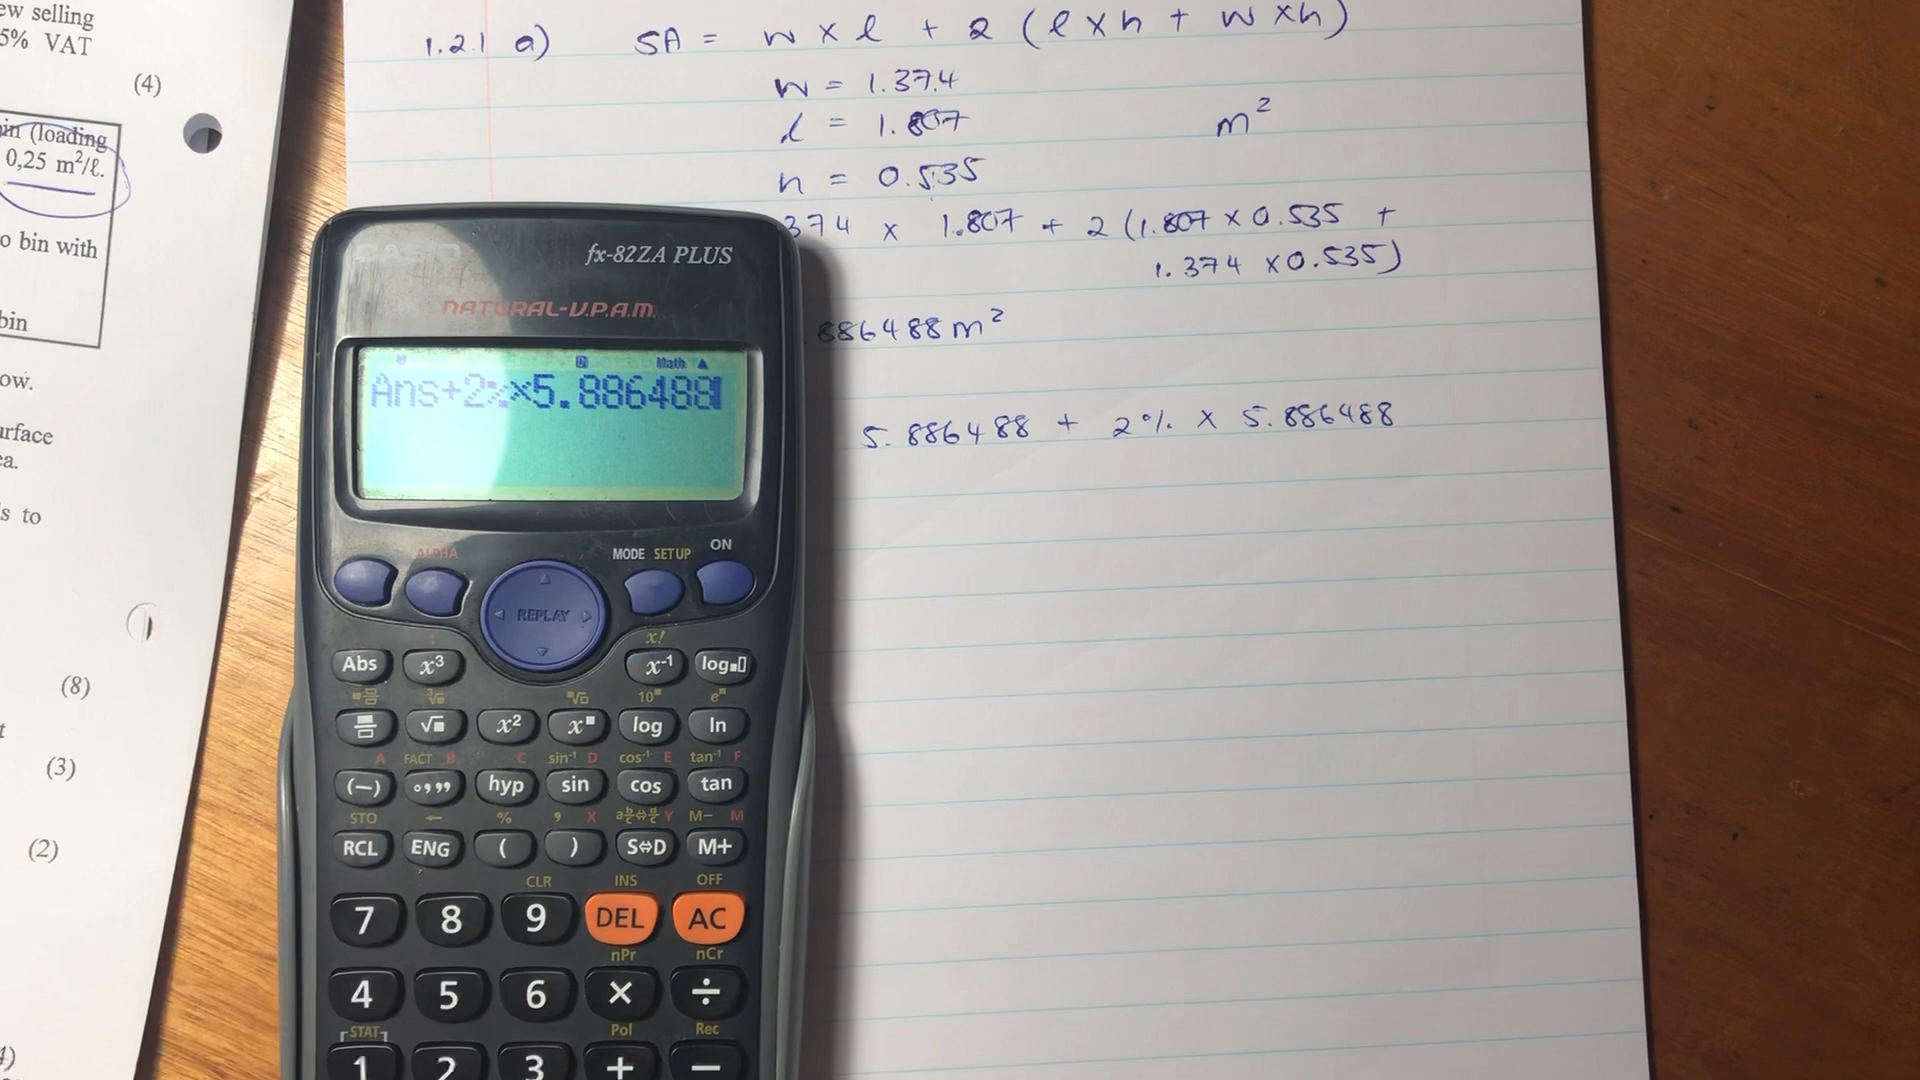 ew selling
5% VAT
(4)
in (loading
0,25 m²/ℓ.
o bin with
bin
ow.
urface
ea.
s to
(8)
t
(3)
(2)
4)
1.2.1 a) SA = w × l + 2 (l × h + w × h)
w = 1.374
l = 1.807
m²
h = 0.535
374 × 1.807 + 2 (1.807 × 0.535 +
1.374 × 0.535)
.886488 m²
5.886488 + 2% × 5.886488
CASIO
fx-82ZA PLUS
NATURAL-V.P.A.M.
D Math ▲
Ans+2%×5.886488
ALPHA MODE SETUP ON
REPLAY
x!
Abs x³ x⁻¹ log
³√ ⁿ√ 10■ e■
√■ x² x■ log ln
A FACT B C sin⁻¹ D cos⁻¹ E tan⁻¹ F
(−) °,,, hyp sin cos tan
STO ← % , X a b/c⇔d/c Y M− M
RCL ENG ( ) S⇔D M+
CLR INS OFF
7 8 9 DEL AC
nPr nCr
4 5 6 × ÷
STAT Pol Rec
1 2 3 + −